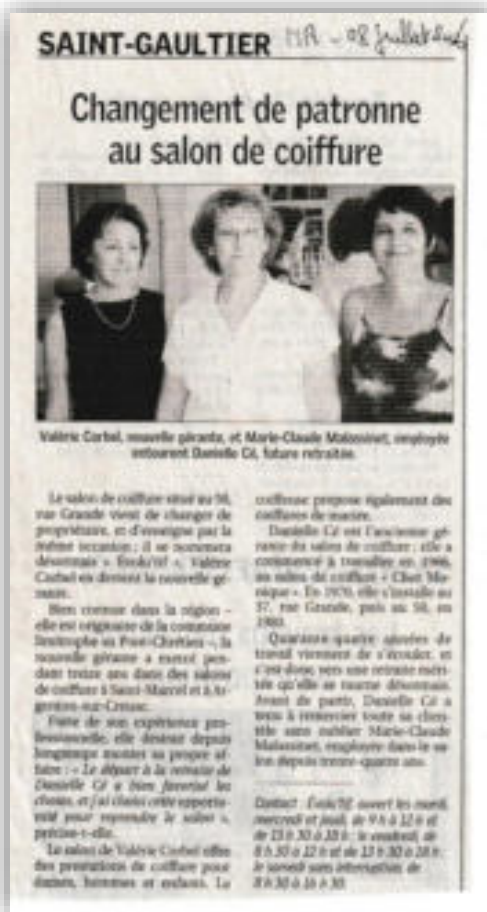 SAINT-GAULTIER
Changement de patronne
au salon de coiffure
Valérie Corbel, nouvelle gérante, et Marie-Claude Malassinet, employée
entourent Danielle Cé, future retraitée.
Le salon de coiffure situé au 58,
rue Grande vient de changer de
propriétaire, et d'enseigne par la
même occasion ; il se nommera
désormais « Évolu'tif ». Valérie
Corbel en devient la nouvelle gé-
rante.
Bien connue dans la région –
elle est originaire de la commune
limitrophe du Pont-Chrétien –, la
nouvelle gérante a exercé pen-
dant treize ans dans des salons
de coiffure à Saint-Marcel et à Ar-
genton-sur-Creuse.
Forte de son expérience pro-
fessionnelle, elle désirait depuis
longtemps monter sa propre af-
faire : « Le départ à la retraite de
Danielle Cé a bien favorisé les
choses, et j'ai choisi cette opportu-
nité pour reprendre le salon »,
précise-t-elle.
Le salon de Valérie Corbel offre
des prestations de coiffure pour
dames, hommes et enfants. La
coiffeuse propose également des
coiffures de mariée.
Danielle Cé est l'ancienne gé-
rante du salon de coiffure ; elle a
commencé à travailler en
au salon de coiffure « Chez Mo-
nique ». En 1970, elle s'installe au
37, rue Grande, puis au 58, en
1980.
Quarante-quatre années de
travail viennent de s'écouler, et
c'est donc vers une retraite méri-
tée qu'elle se tourne désormais.
Avant de partir, Danielle Cé a
tenu à remercier toute sa clien-
tèle sans oublier Marie-Claude
Malassinet, employée dans le sa-
lon depuis trente-quatre ans.
Contact : Évolu'tif, ouvert les mardi,
mercredi et jeudi, de 9 h à 12 h et
de 13 h 30 à 18 h ; le vendredi, de
8 h 30 à 12 h et de 13 h 30 à 18 h ;
le samedi sans interruption, de
8 h 30 à 16 h 30.